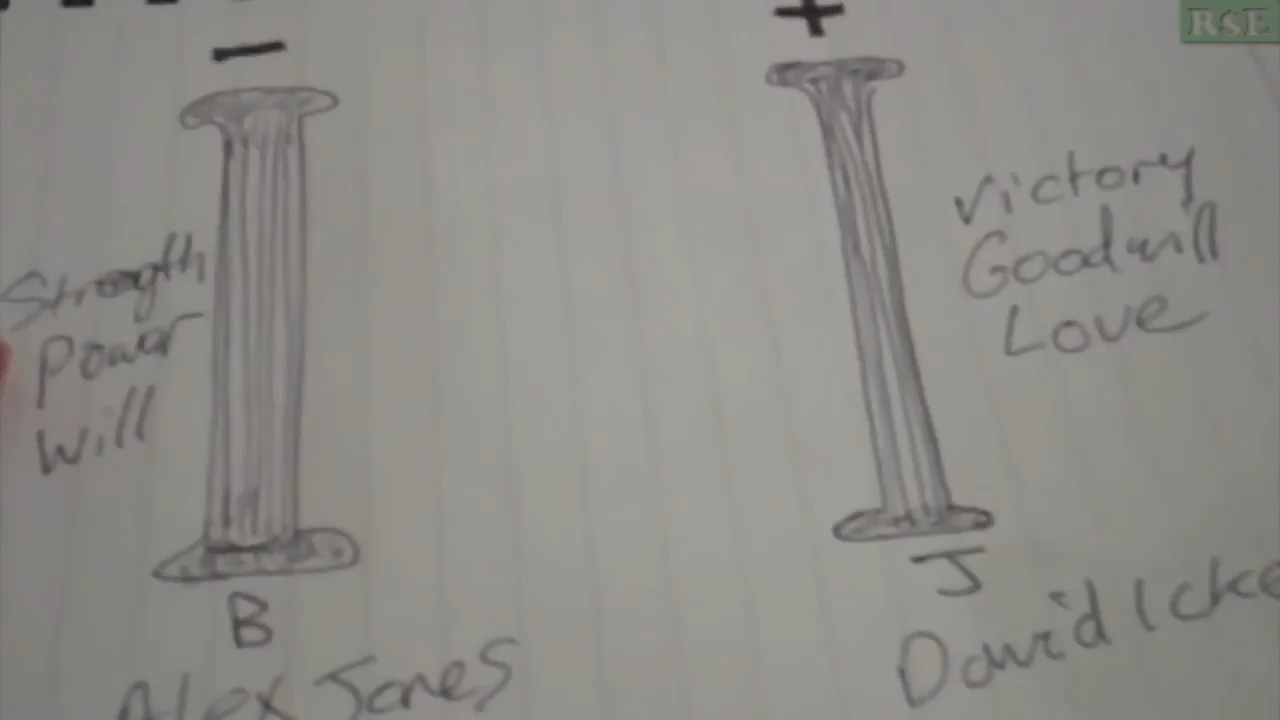 RSE
−
+
Strength
Power
Will
Victory
Goodwill
Love
B
J
Alex Jones
David Icke